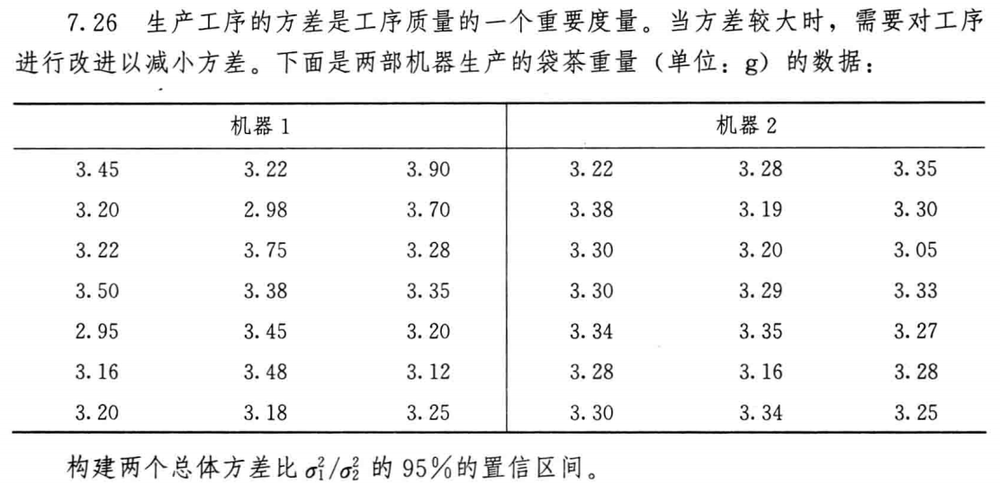 7.26 生产工序的方差是工序质量的一个重要度量。当方差较大时，需要对工序
进行改进以减小方差。下面是两部机器生产的袋茶重量（单位：g）的数据：
机器1 机器2
3.45 3.22 3.90 3.22 3.28 3.35
3.20 2.98 3.70 3.38 3.19 3.30
3.22 3.75 3.28 3.30 3.20 3.05
3.50 3.38 3.35 3.30 3.29 3.33
2.95 3.45 3.20 3.34 3.35 3.27
3.16 3.48 3.12 3.28 3.16 3.28
3.20 3.18 3.25 3.30 3.34 3.25
构建两个总体方差比 σ₁²/σ₂² 的 95%的置信区间。